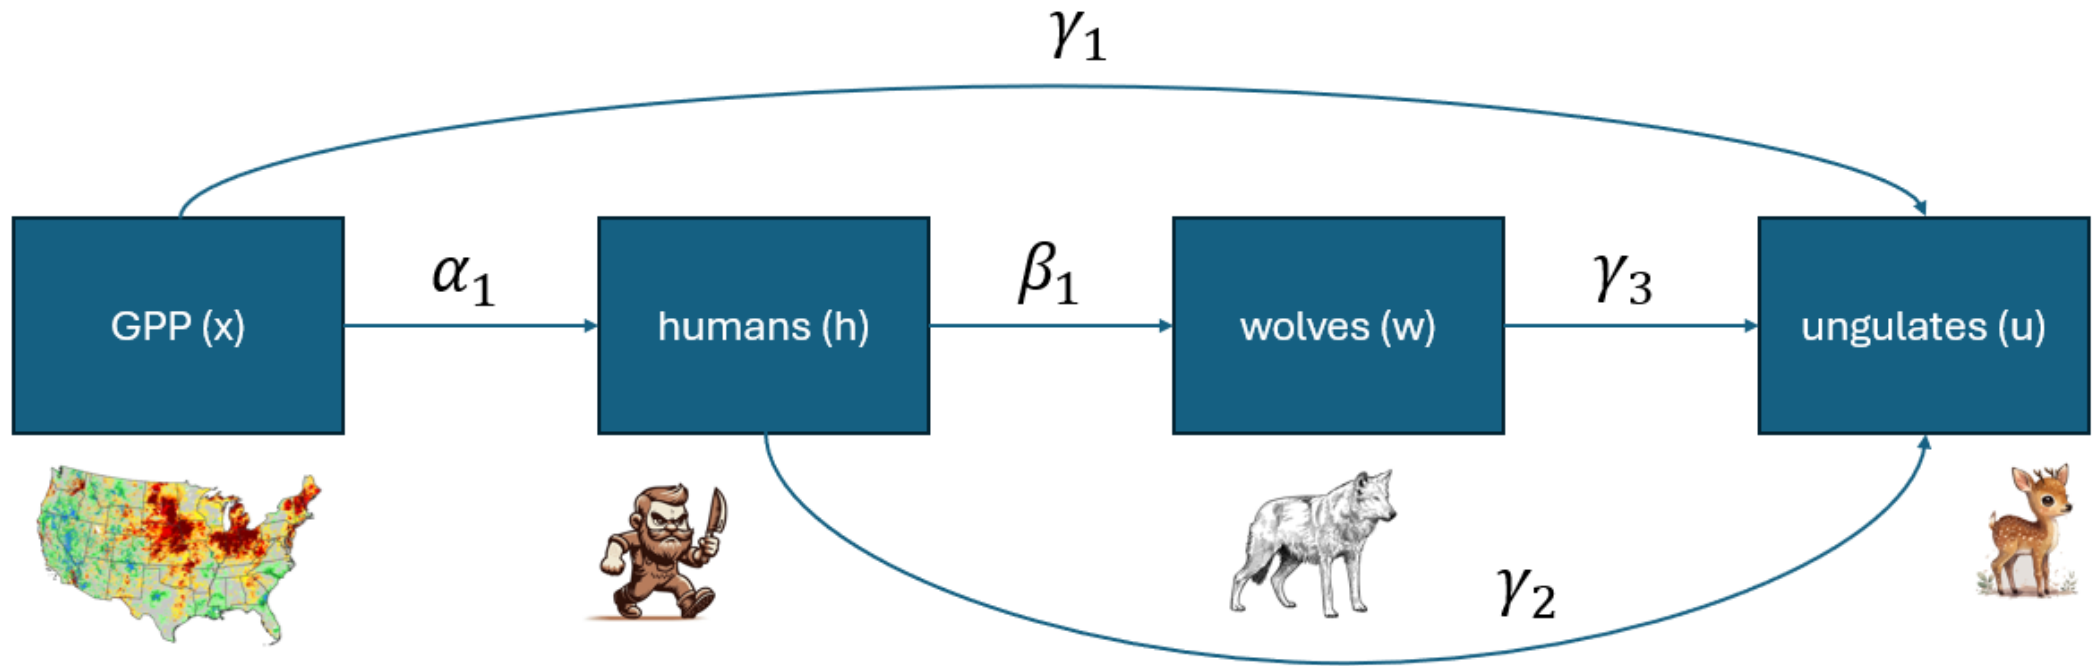 γ₁
α₁
β₁
γ₃
GPP (x)
humans (h)
wolves (w)
ungulates (u)
γ₂